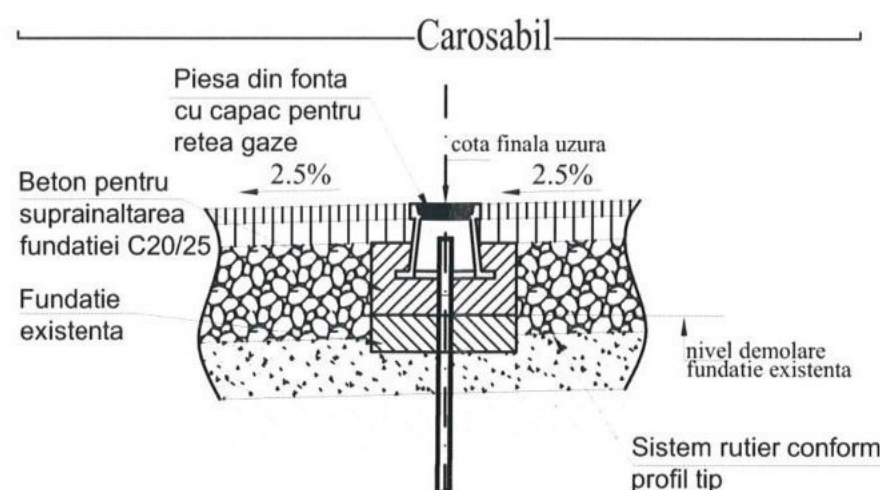 Carosabil
Piesa din fonta
cu capac pentru
retea gaze
cota finala uzura
2.5%
2.5%
Beton pentru
suprainaltarea
fundatiei C20/25
Fundatie
existenta
nivel demolare
fundatie existenta
Sistem rutier conform
profil tip